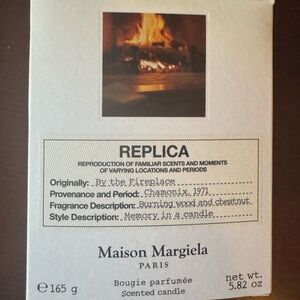 REPLICA
REPRODUCTION OF FAMILIAR SCENTS AND MOMENTS
OF VARYING LOCATIONS AND PERIODS
Originally: By the Fireplace
Provenance and Period: Chamonix, 1971
Fragrance Description: Burning wood and chestnut
Style Description: Memory in a candle
Maison Margiela
PARIS
Bougie parfumée
Scented candle
℮ 165 g
net wt.
5.82 oz